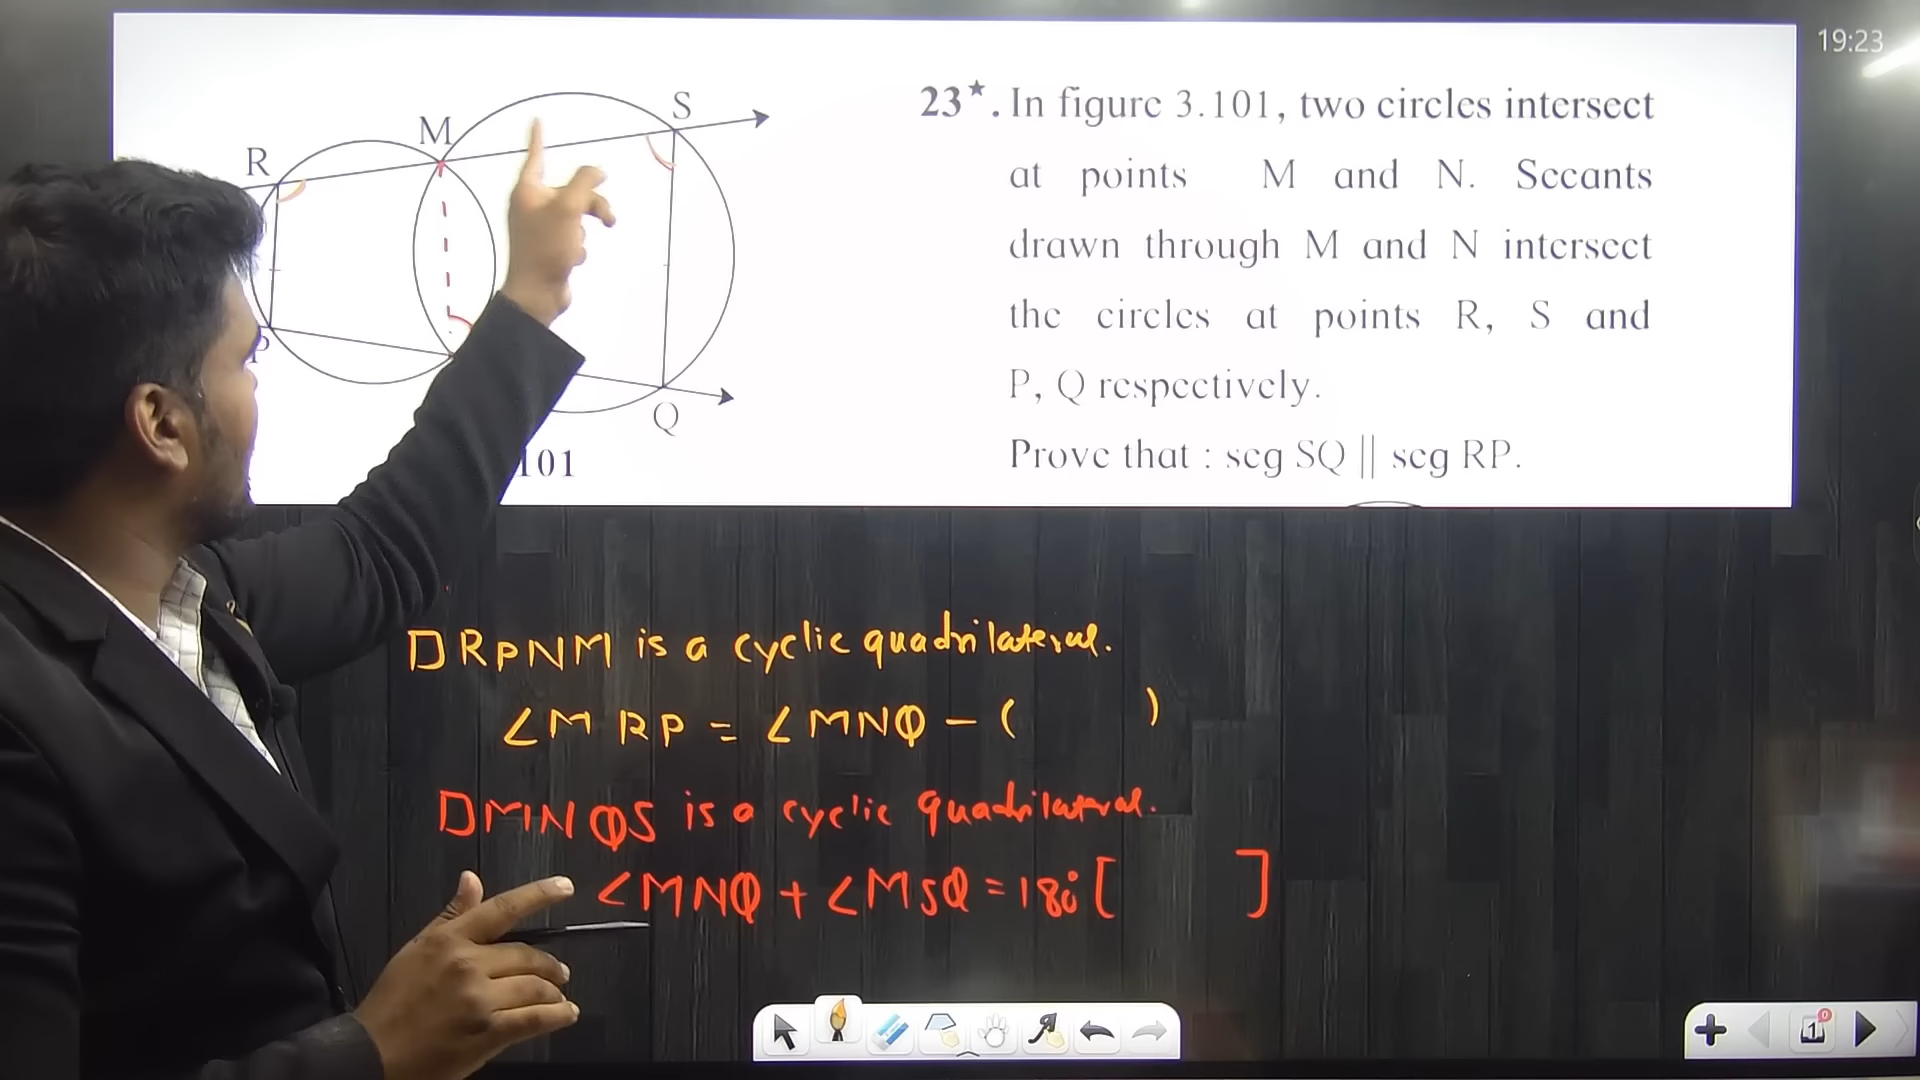 19:23
S
M
R
P
Q
101
23★. In figure 3.101, two circles intersect
at points M and N. Secants
drawn through M and N intersect
the circles at points R, S and
P, Q respectively.
Prove that : seg SQ || seg RP.
□RPNM is a cyclic quadrilateral.
∠MRP = ∠MNQ – ( )
□MNQS is a cyclic quadrilateral.
∠MNQ + ∠MSQ = 180° [ ]
1
0